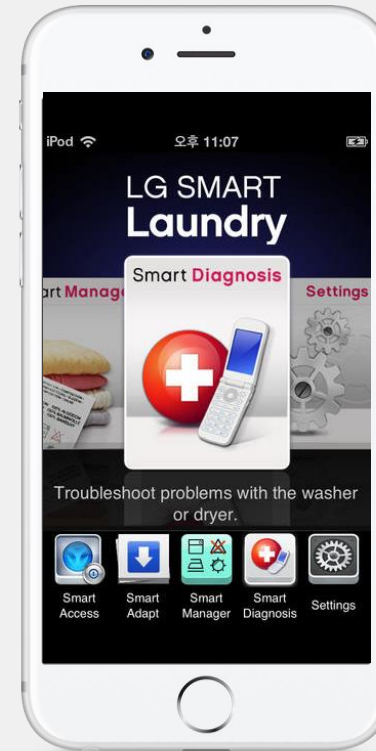 iPod 오후 11:07
LG SMART
Laundry
Smart Diagnosis
art Manage
Settings
Troubleshoot problems with the washer
or dryer.
Smart
Access
Smart
Adapt
Smart
Manager
Smart
Diagnosis
Settings